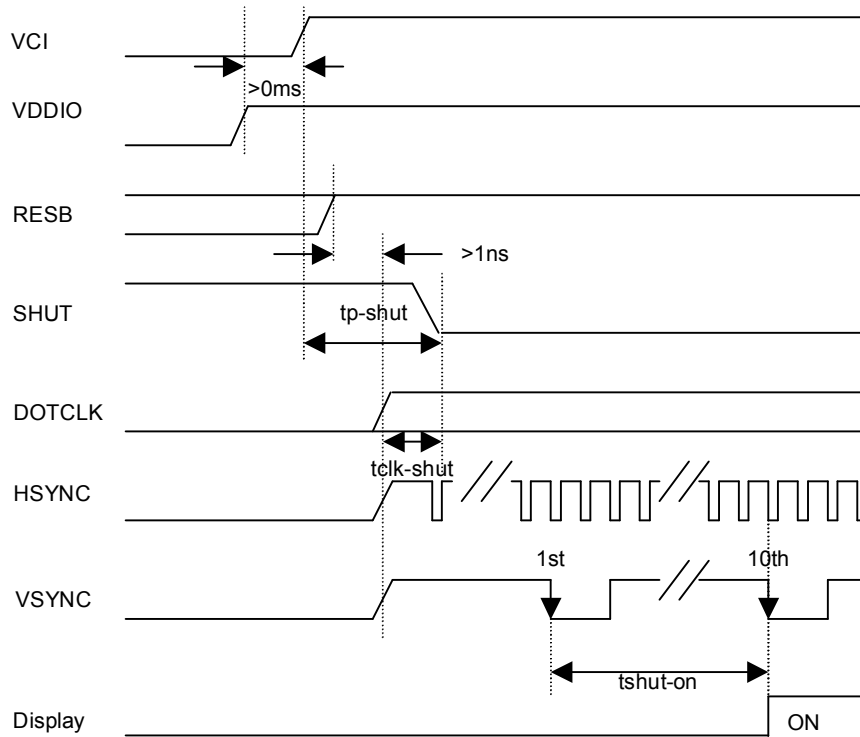 VCI
>0ms
VDDIO
RESB
>1ns
SHUT
tp-shut
DOTCLK
tclk-shut
HSYNC
1st
10th
VSYNC
tshut-on
Display
ON